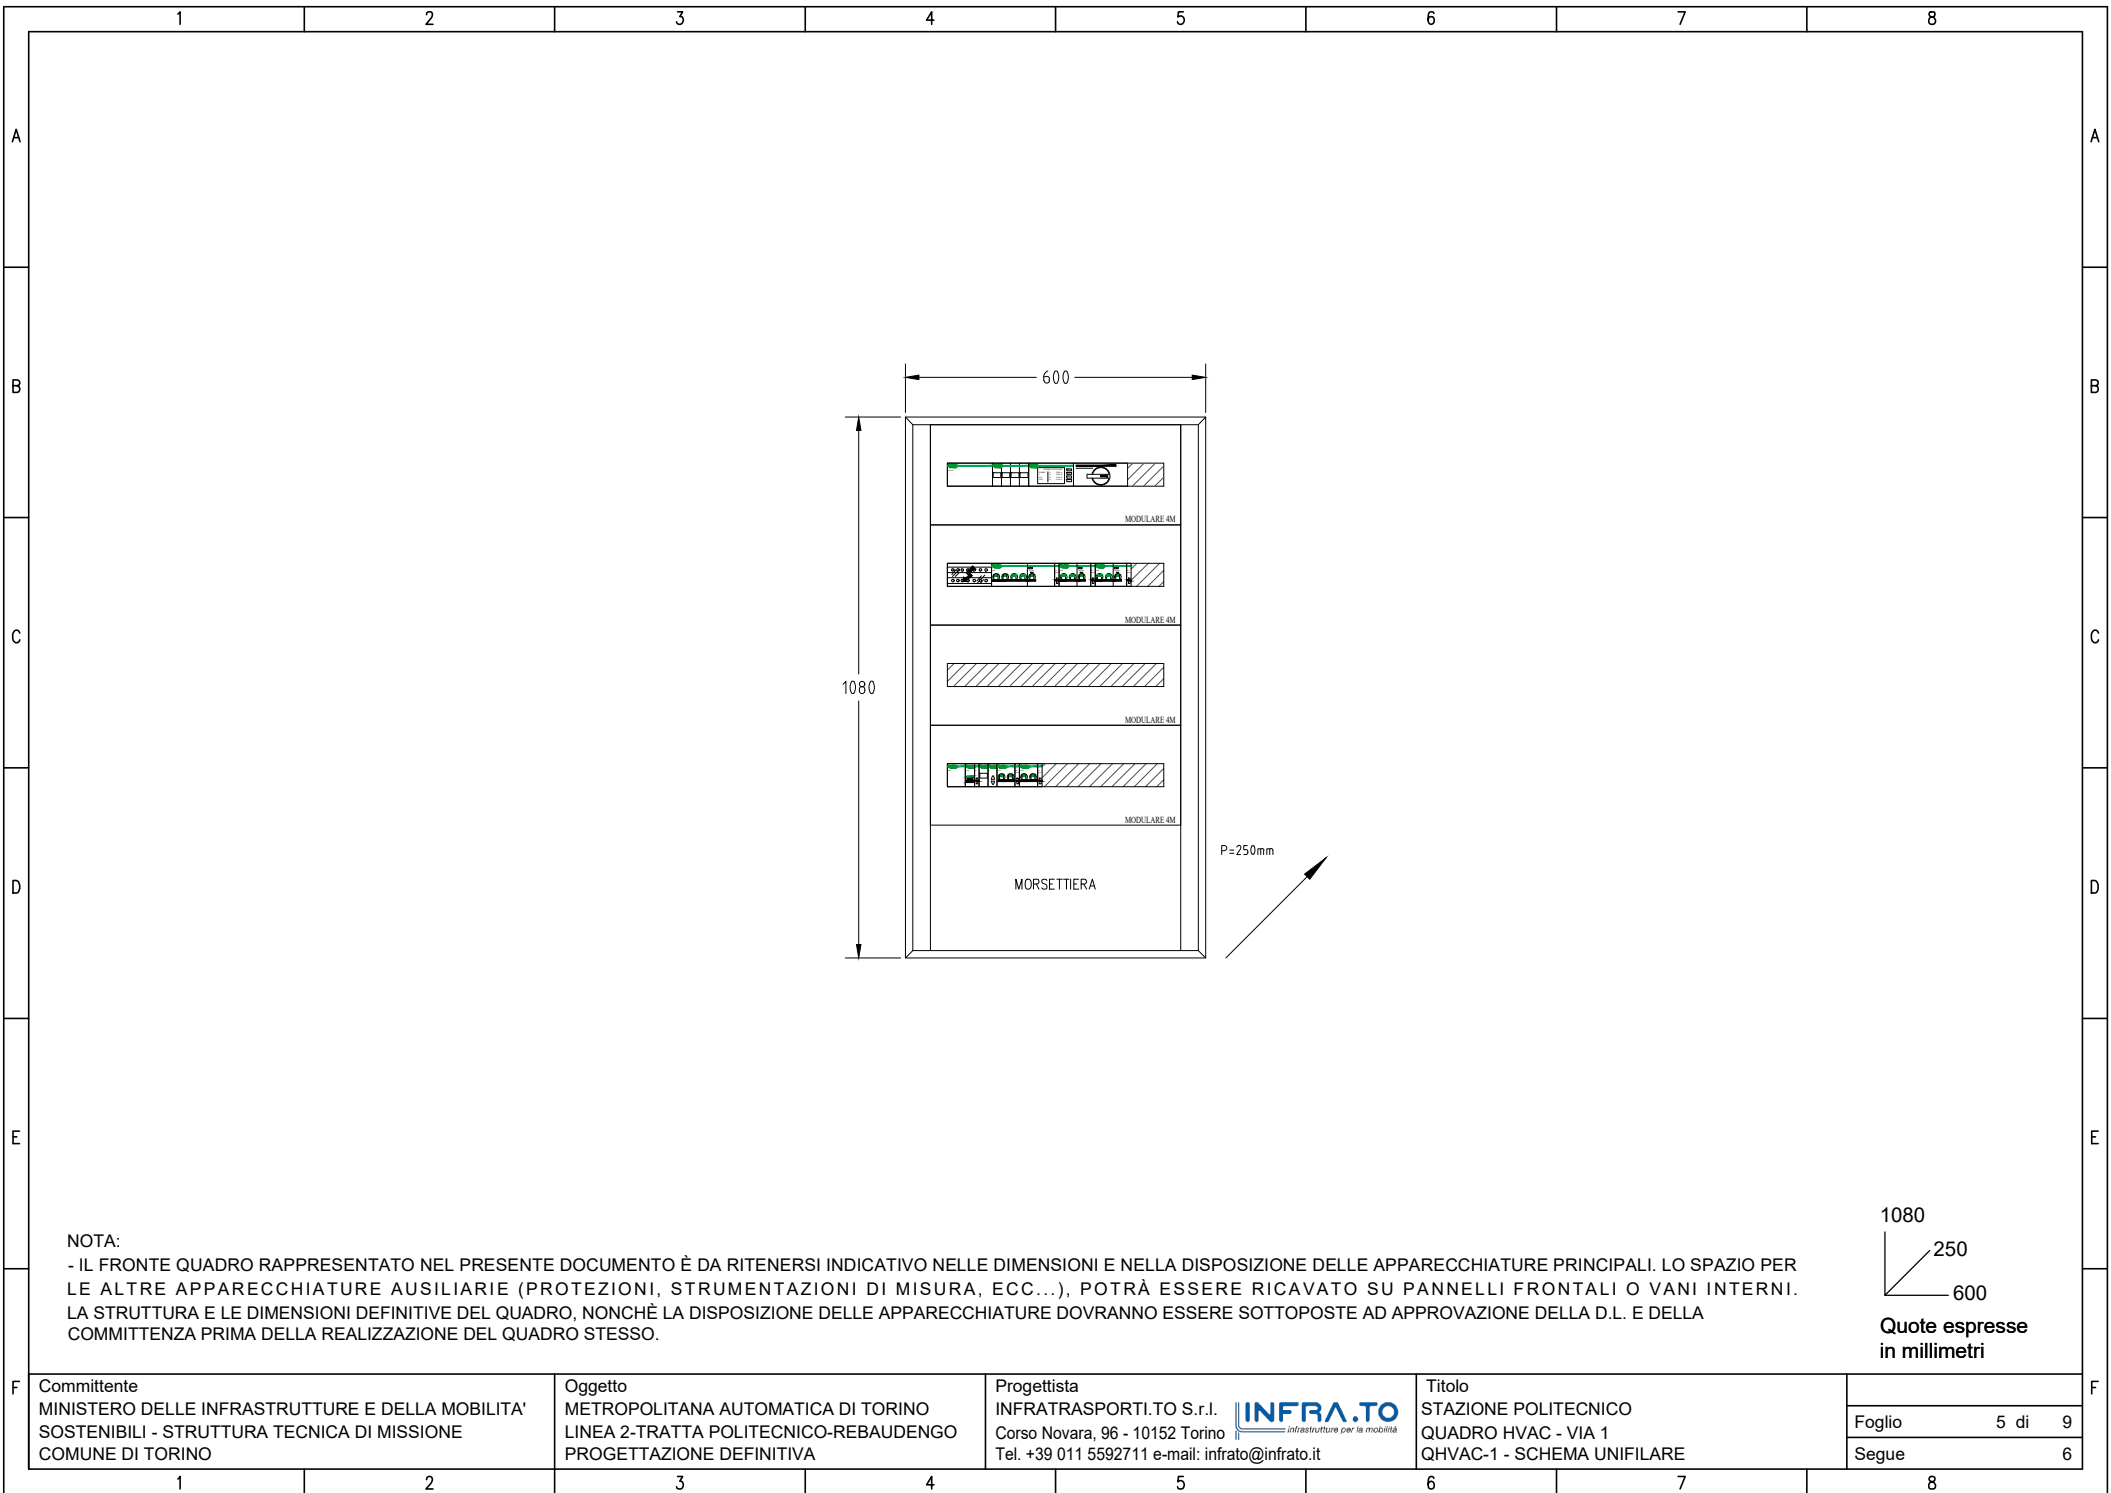 1 2 3 4 5 6 7 8
A A
B B
C C
D D
E E
F F
600
1080
MODULARE 4M
MODULARE 4M
MODULARE 4M
MODULARE 4M
MORSETTIERA
P=250mm
NOTA:
- IL FRONTE QUADRO RAPPRESENTATO NEL PRESENTE DOCUMENTO È DA RITENERSI INDICATIVO NELLE DIMENSIONI E NELLA DISPOSIZIONE DELLE APPARECCHIATURE PRINCIPALI. LO SPAZIO PER
LE ALTRE APPARECCHIATURE AUSILIARIE (PROTEZIONI, STRUMENTAZIONI DI MISURA, ECC...), POTRÀ ESSERE RICAVATO SU PANNELLI FRONTALI O VANI INTERNI.
LA STRUTTURA E LE DIMENSIONI DEFINITIVE DEL QUADRO, NONCHÈ LA DISPOSIZIONE DELLE APPARECCHIATURE DOVRANNO ESSERE SOTTOPOSTE AD APPROVAZIONE DELLA D.L. E DELLA
COMMITTENZA PRIMA DELLA REALIZZAZIONE DEL QUADRO STESSO.
1080
250
600
Quote espresse
in millimetri
Committente
MINISTERO DELLE INFRASTRUTTURE E DELLA MOBILITA'
SOSTENIBILI - STRUTTURA TECNICA DI MISSIONE
COMUNE DI TORINO
Oggetto
METROPOLITANA AUTOMATICA DI TORINO
LINEA 2-TRATTA POLITECNICO-REBAUDENGO
PROGETTAZIONE DEFINITIVA
Progettista
INFRATRASPORTI.TO S.r.l.
Corso Novara, 96 - 10152 Torino
Tel. +39 011 5592711 e-mail: infrato@infrato.it
INFRA.TO
infrastrutture per la mobilità
Titolo
STAZIONE POLITECNICO
QUADRO HVAC - VIA 1
QHVAC-1 - SCHEMA UNIFILARE
Foglio 5 di 9
Segue 6
1 2 3 4 5 6 7 8